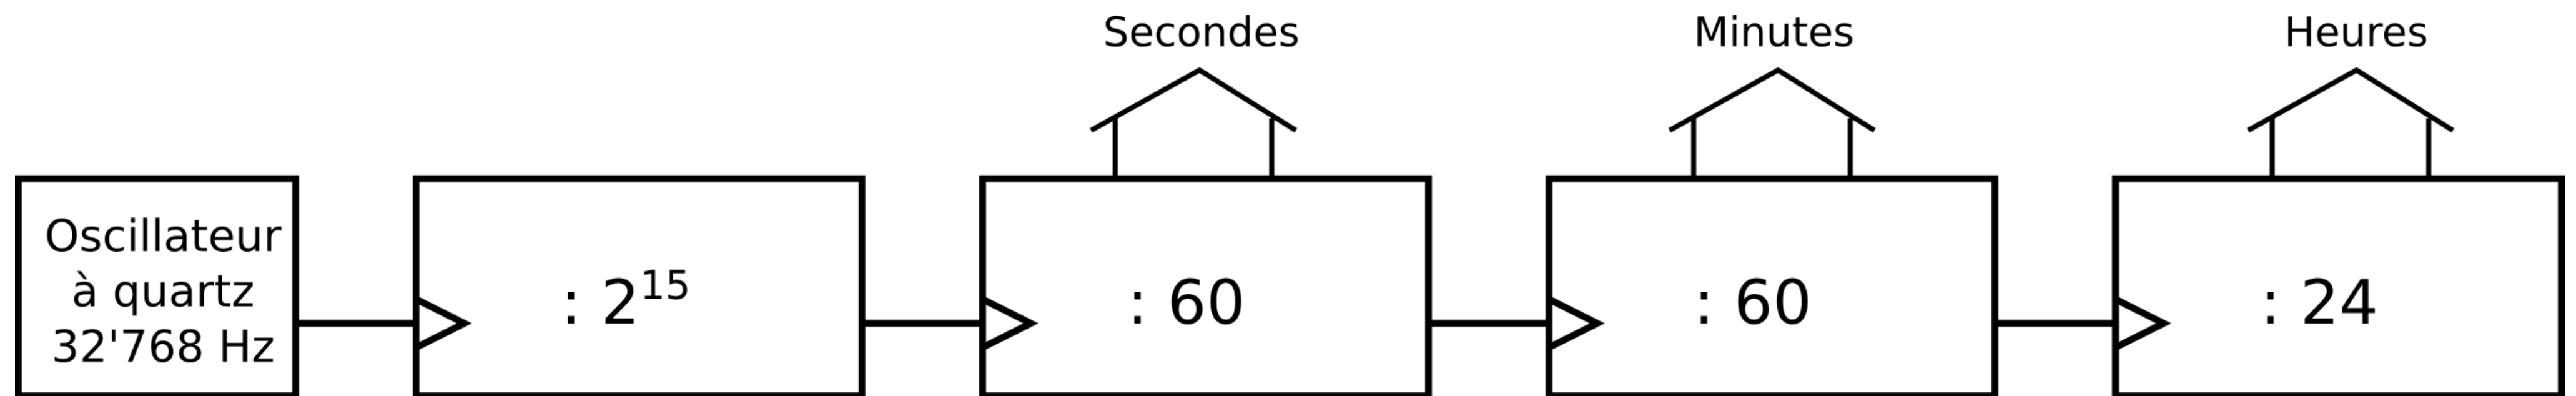 Secondes
Minutes
Heures
Oscillateur
à quartz
32'768 Hz
: 2¹⁵
: 60
: 60
: 24